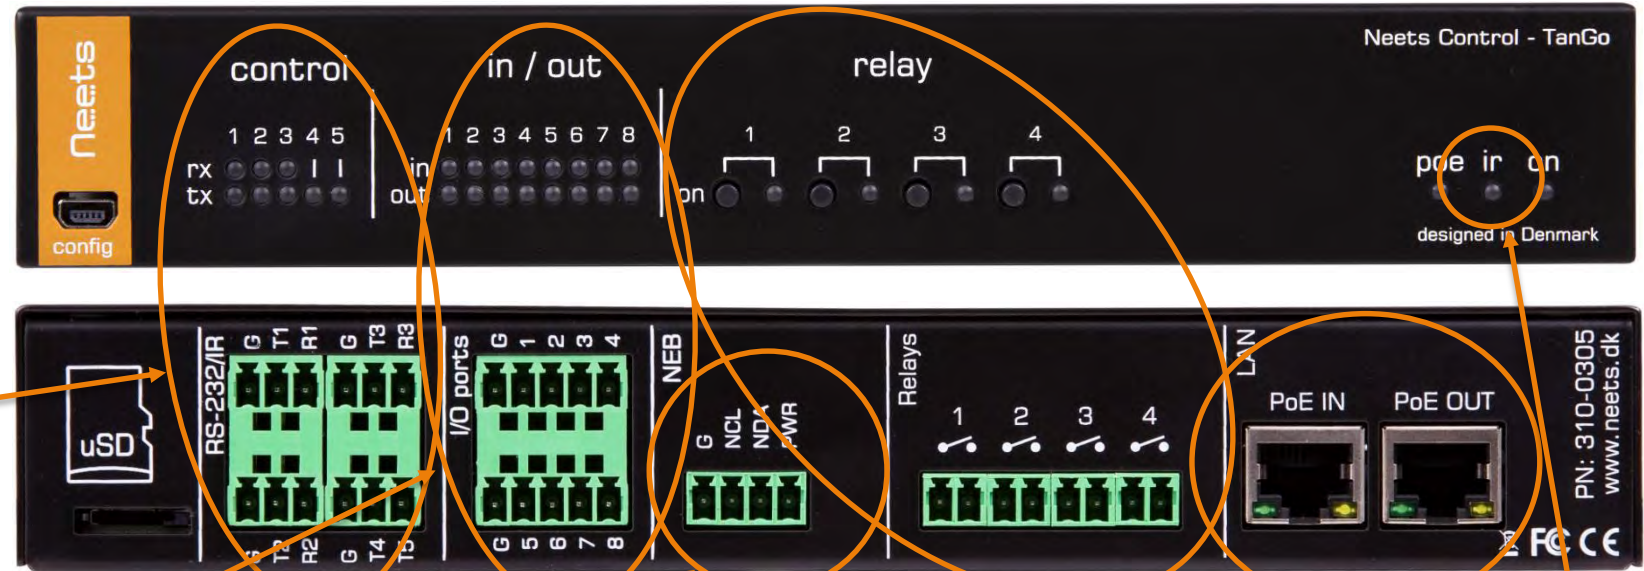 Neets
config
control
1 2 3 4 5
rx
tx
in / out
1 2 3 4 5 6 7 8
in
out
relay
1 2 3 4
on
Neets Control - TanGo
poe ir on
designed in Denmark
uSD
RS-232/IR
G T1 R1 G T3 R3
G T2 R2 G T4 T5
I/O ports
G 1 2 3 4
G 5 6 7 8
NEB
G NCL NDA PWR
Relays
1 2 3 4
LAN
PoE IN PoE OUT
PN: 310-0305
www.neets.dk
FC CE